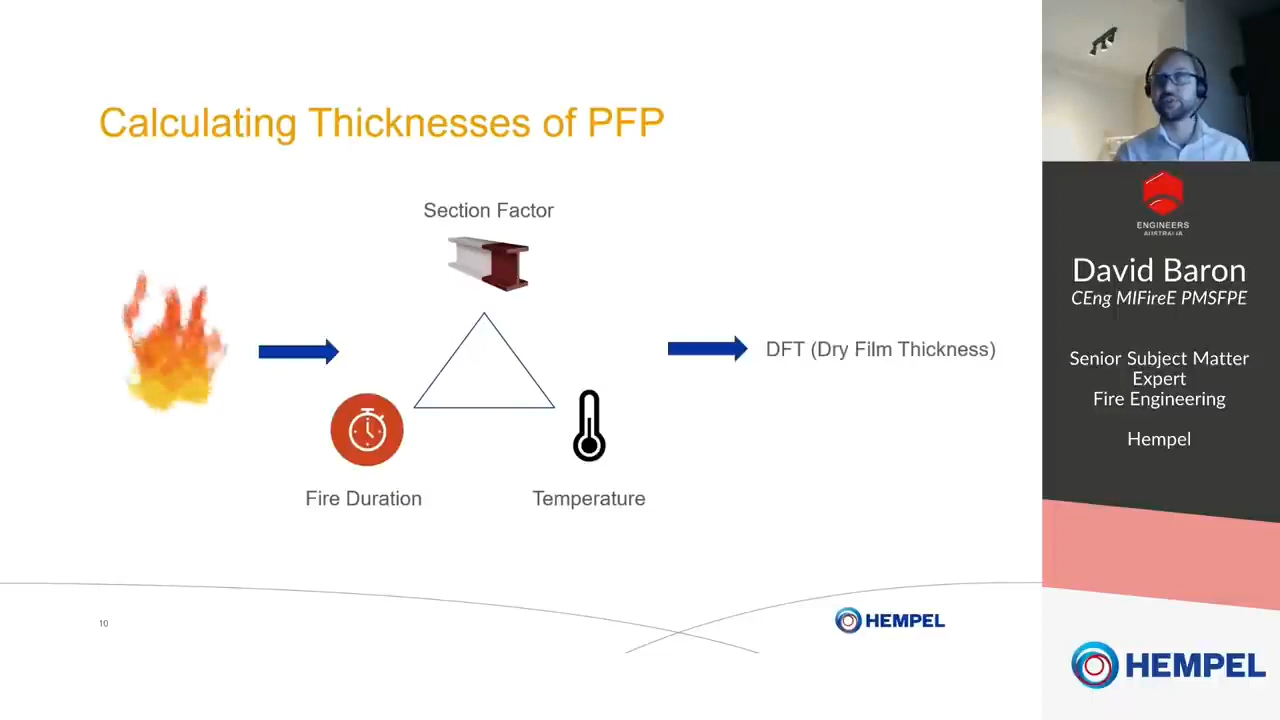 Calculating Thicknesses of PFP
Section Factor
DFT (Dry Film Thickness)
Fire Duration
Temperature
10
HEMPEL
ENGINEERS
AUSTRALIA
David Baron
CEng MIFireE PMSFPE
Senior Subject Matter
Expert
Fire Engineering
Hempel
HEMPEL